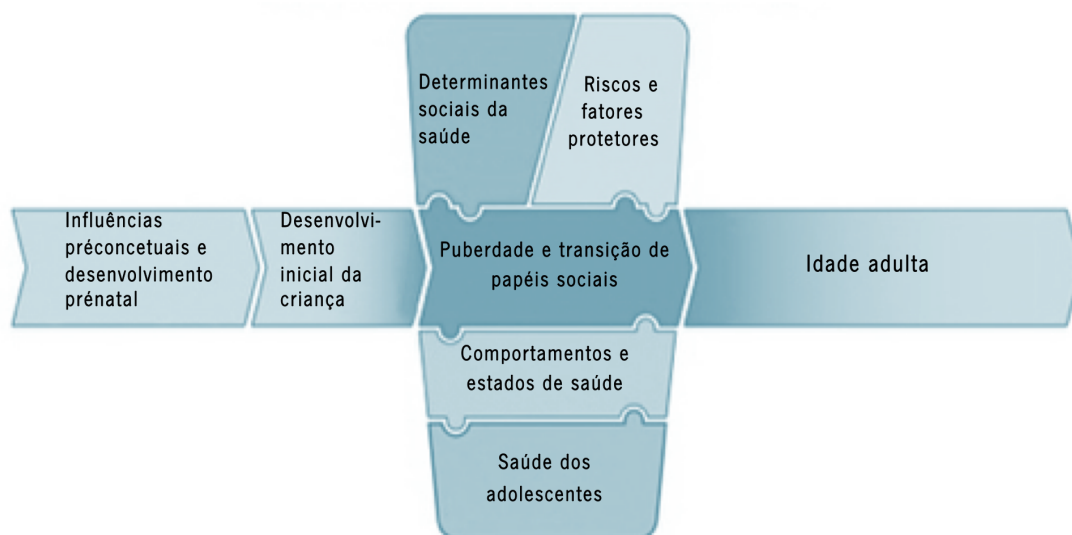 Determinantes
sociais da
saúde
Riscos e
fatores
protetores
Influências
préconcetuais e
desenvolvimento
prénatal
Desenvolvi-
mento
inicial da
criança
Puberdade e transição de
papéis sociais
Idade adulta
Comportamentos e
estados de saúde
Saúde dos
adolescentes